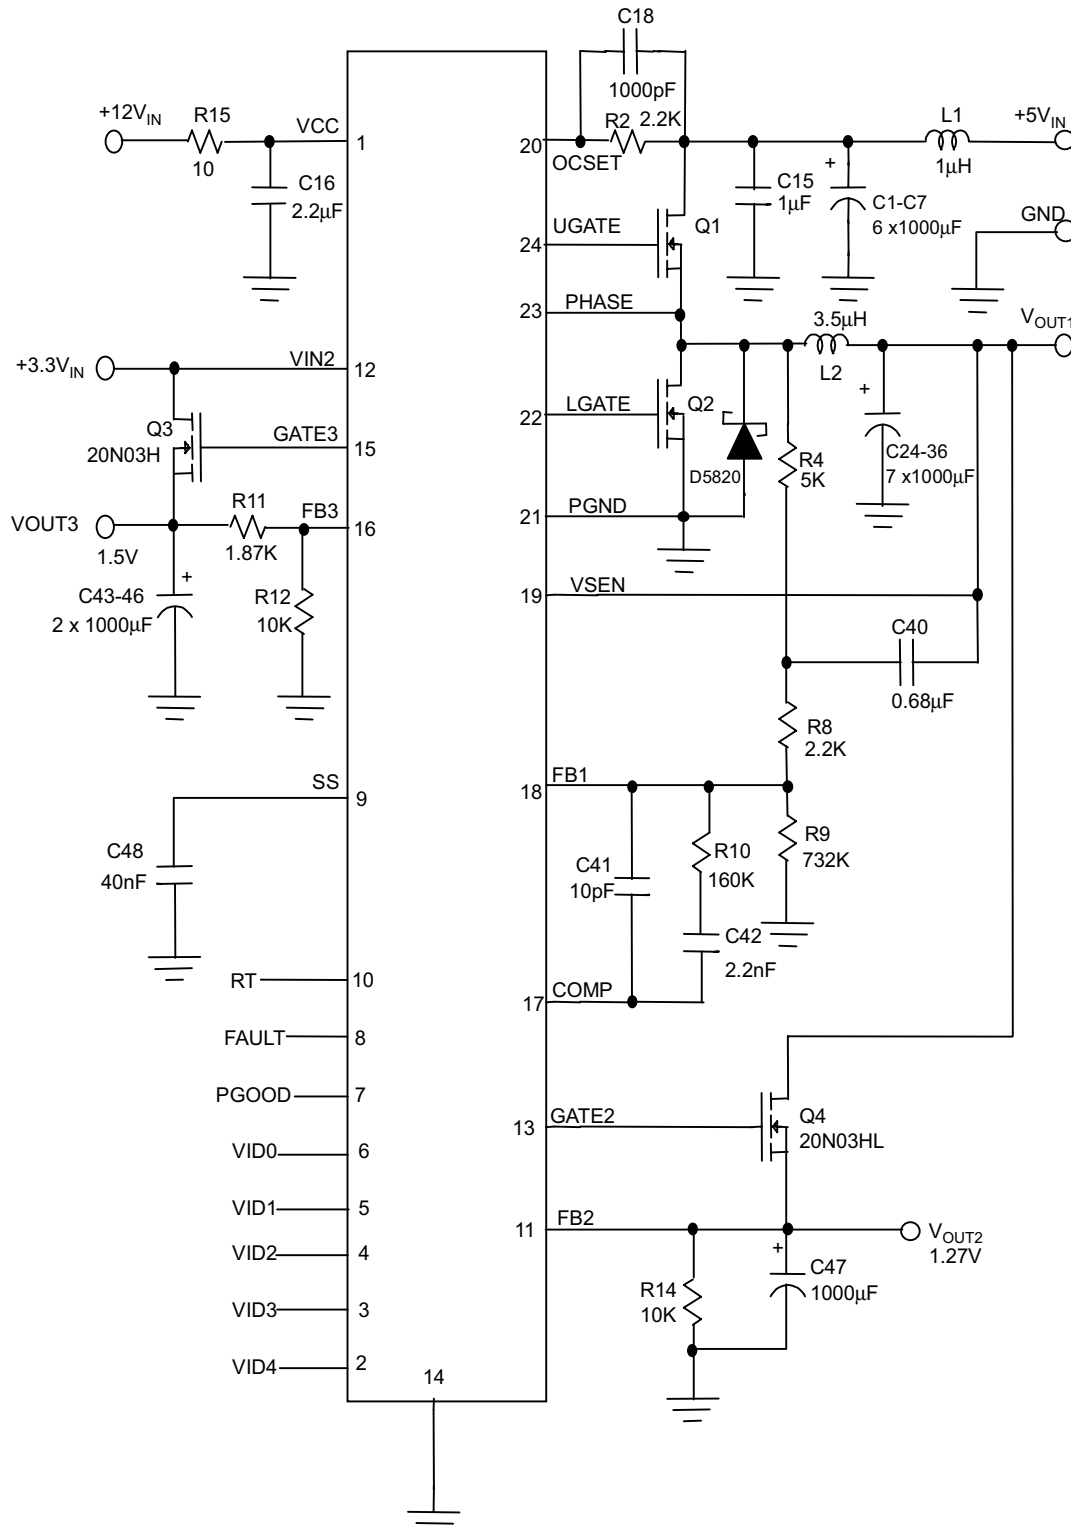 C18
1000pF
+12VIN
R15
10
VCC
1
C16
2.2µF
20
OCSET
R2
2.2K
L1
1µH
+5VIN
C15
1µF
+
C1-C7
6 x1000µF
GND
24
UGATE
Q1
23
PHASE
3.5µH
L2
VOUT1
+3.3VIN
VIN2
12
Q3
20N03H
GATE3
15
22
LGATE
Q2
D5820
R4
5K
+
C24-36
7 x1000µF
VOUT3
1.5V
R11
1.87K
FB3
16
21
PGND
+
C43-46
2 x 1000µF
R12
10K
19
VSEN
C40
0.68µF
R8
2.2K
SS
9
18
FB1
C48
40nF
C41
10pF
R10
160K
R9
732K
C42
2.2nF
RT
10
17
COMP
FAULT
8
PGOOD
7
13
GATE2
Q4
20N03HL
VID0
6
VID1
5
11
FB2
VOUT2
1.27V
VID2
4
+
C47
1000µF
R14
10K
VID3
3
VID4
2
14